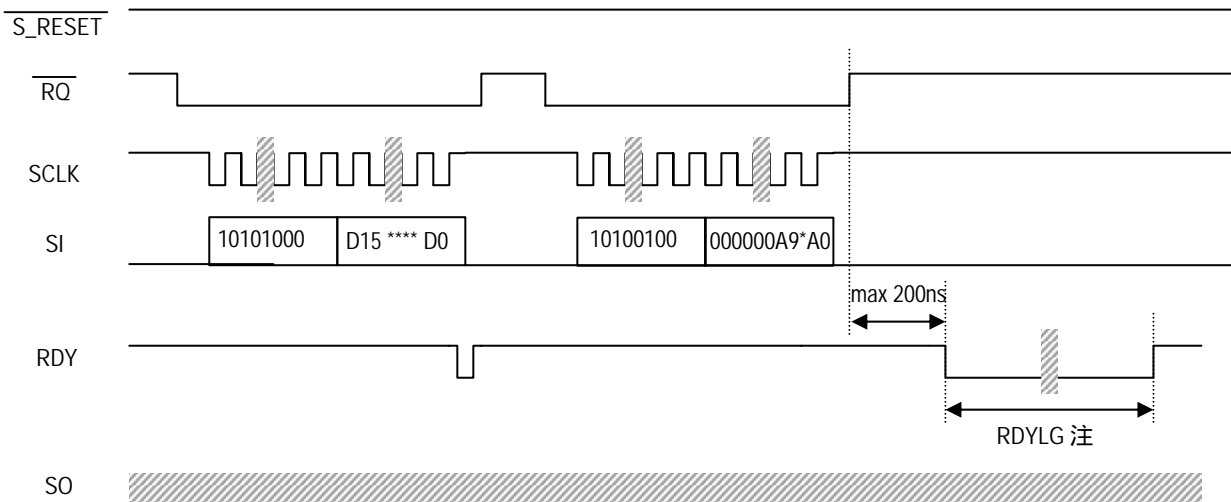 S_RESET
RQ
SCLK
SI
10101000
D15 **** D0
10100100
000000A9*A0
max 200ns
RDY
RDYLG 注
SO